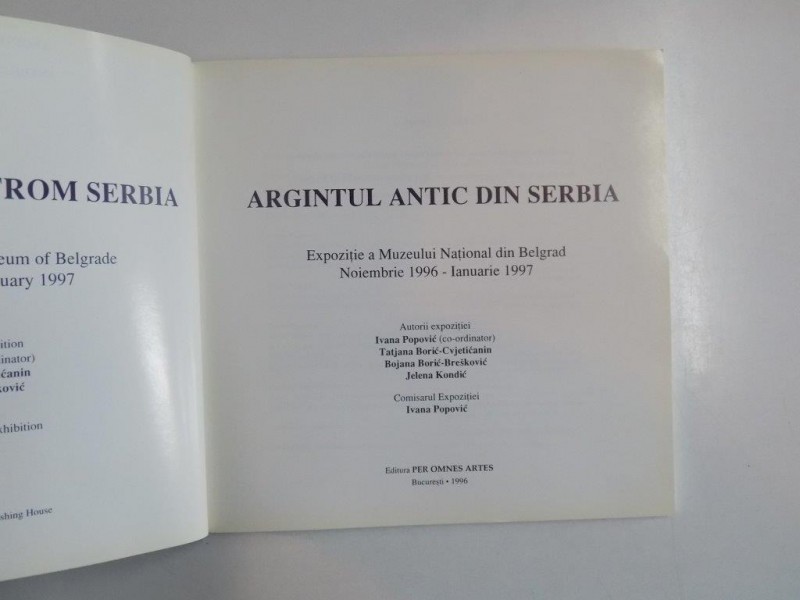 FROM SERBIA
eum of Belgrade
uary 1997
ition
inator)
ćanin
ković
xhibition
shing House
ARGINTUL ANTIC DIN SERBIA
Expoziție a Muzeului Național din Belgrad
Noiembrie 1996 - Ianuarie 1997
Autorii expoziției
Ivana Popović (co-ordinator)
Tatjana Borić-Cvjetićanin
Bojana Borić-Brešković
Jelena Kondić
Comisarul Expoziției
Ivana Popović
Editura PER OMNES ARTES
București • 1996